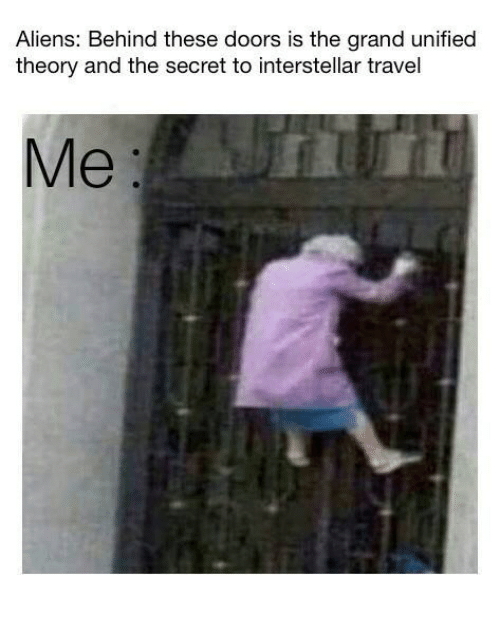 Aliens: Behind these doors is the grand unified
theory and the secret to interstellar travel
Me: